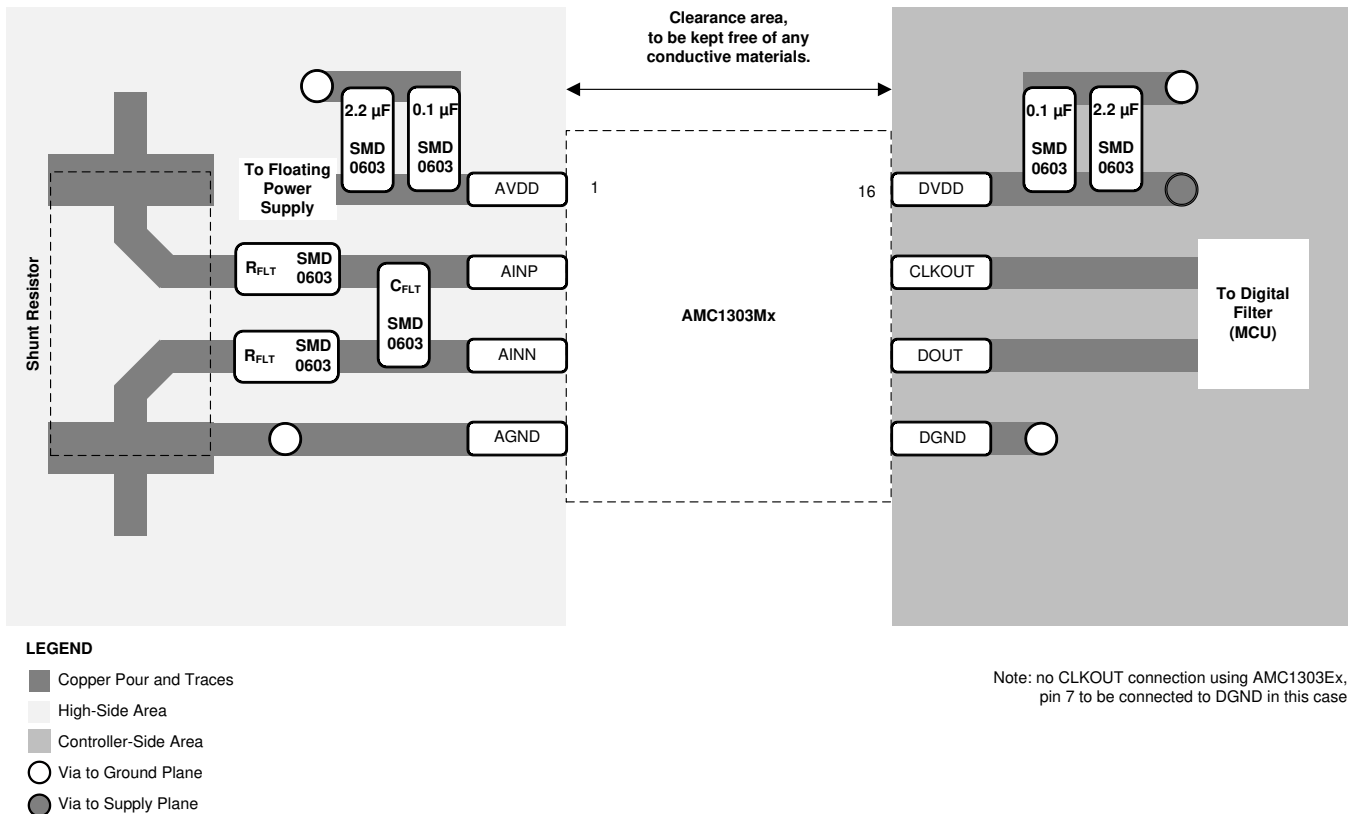 Clearance area,
to be kept free of any
conductive materials.
2.2 µF
SMD
0603
0.1 µF
SMD
0603
To Floating
Power
Supply
AVDD
1
16
DVDD
0.1 µF
SMD
0603
2.2 µF
SMD
0603
Shunt Resistor
RFLT
SMD
0603
CFLT
SMD
0603
AINP
AMC1303Mx
CLKOUT
To Digital
Filter
(MCU)
RFLT
SMD
0603
AINN
DOUT
AGND
DGND
LEGEND
Copper Pour and Traces
High-Side Area
Controller-Side Area
Via to Ground Plane
Via to Supply Plane
Note: no CLKOUT connection using AMC1303Ex,
pin 7 to be connected to DGND in this case